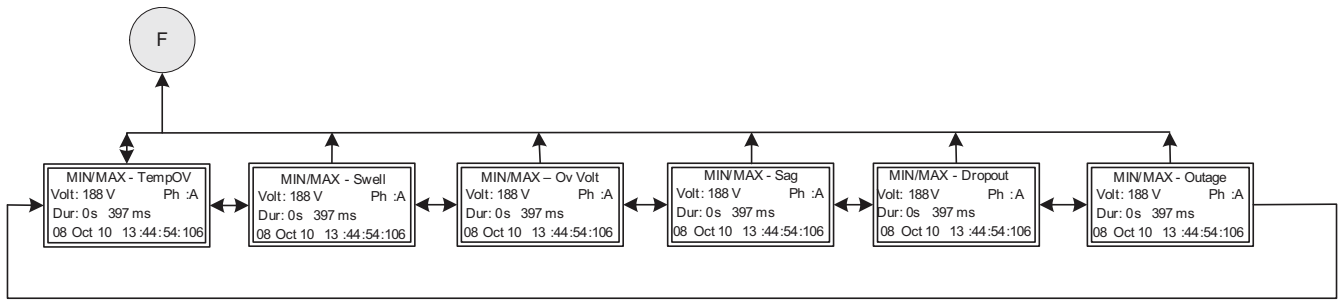 F
MIN/MAX - TempOV
Volt: 188 V Ph :A
Dur: 0s 397 ms
08 Oct 10 13 :44:54:106
MIN/MAX - Swell
Volt: 188 V Ph :A
Dur: 0s 397 ms
08 Oct 10 13 :44:54:106
MIN/MAX – Ov Volt
Volt: 188 V Ph :A
Dur: 0s 397 ms
08 Oct 10 13 :44:54:106
MIN/MAX - Sag
Volt: 188 V Ph :A
Dur: 0s 397 ms
08 Oct 10 13 :44:54:106
MIN/MAX - Dropout
Volt: 188V Ph :A
Dur: 0s 397 ms
08 Oct 10 13 :44:54:106
MIN/MAX - Outage
Volt: 188 V Ph :A
Dur: 0s 397 ms
08 Oct 10 13 :44:54:106